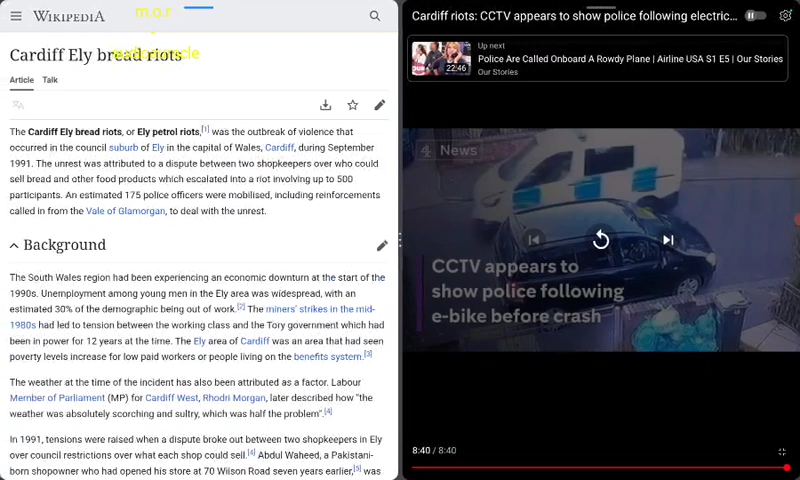 WIKIPEDIA
m.o.r
Cardiff Ely bread riots
Article Talk
The Cardiff Ely bread riots, or Ely petrol riots,[1] was the outbreak of violence that
occurred in the council suburb of Ely in the capital of Wales, Cardiff, during September
1991. The unrest was attributed to a dispute between two shopkeepers over who could
sell bread and other food products which escalated into a riot involving up to 500
participants. An estimated 175 police officers were mobilised, including reinforcements
called in from the Vale of Glamorgan, to deal with the unrest.
Background
The South Wales region had been experiencing an economic downturn at the start of the
1990s. Unemployment among young men in the Ely area was widespread, with an
estimated 30% of the demographic being out of work.[2] The miners' strikes in the mid-
1980s had led to tension between the working class and the Tory government which had
been in power for 12 years at the time. The Ely area of Cardiff was an area that had seen
poverty levels increase for low paid workers or people living on the benefits system.[3]
The weather at the time of the incident has also been attributed as a factor. Labour
Member of Parliament (MP) for Cardiff West, Rhodri Morgan, later described how "the
weather was absolutely scorching and sultry, which was half the problem".[4]
In 1991, tensions were raised when a dispute broke out between two shopkeepers in Ely
over council restrictions over what each shop could sell.[4] Abdul Waheed, a Pakistani-
born shopowner who had opened his store at 70 Wilson Road seven years earlier,[5] was
Cardiff riots: CCTV appears to show police following electric...
Up next
Police Are Called Onboard A Rowdy Plane | Airline USA S1 E5 | Our Stories
Our Stories
22:46
4 News
CCTV appears to
show police following
e-bike before crash
8:40 / 8:40